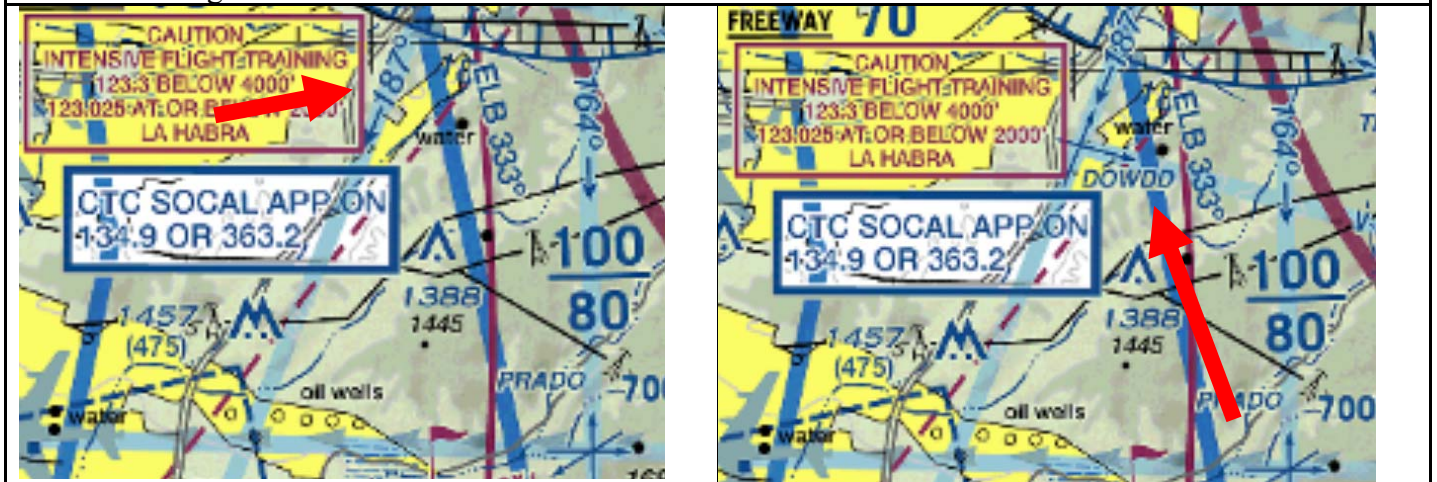 CAUTION
INTENSIVE FLIGHT TRAINING
123.3 BELOW 4000'
123.025 AT OR BELOW 2000'
LA HABRA
CTC SOCAL APP ON
134.9 OR 363.2
187°
ELB 333°
164°
water
100
80
1388
1445
1457
(475)
oil wells
PRADO
700
water
FREEWAY
70
CAUTION
INTENSIVE FLIGHT TRAINING
123.3 BELOW 4000'
123.025 AT OR BELOW 2000'
LA HABRA
CTC SOCAL APP ON
134.9 OR 363.2
187
ELB 333°
164°
water
DOWDD
100
80
1388
1445
1457
(475)
oil wells
PRADO
700
water